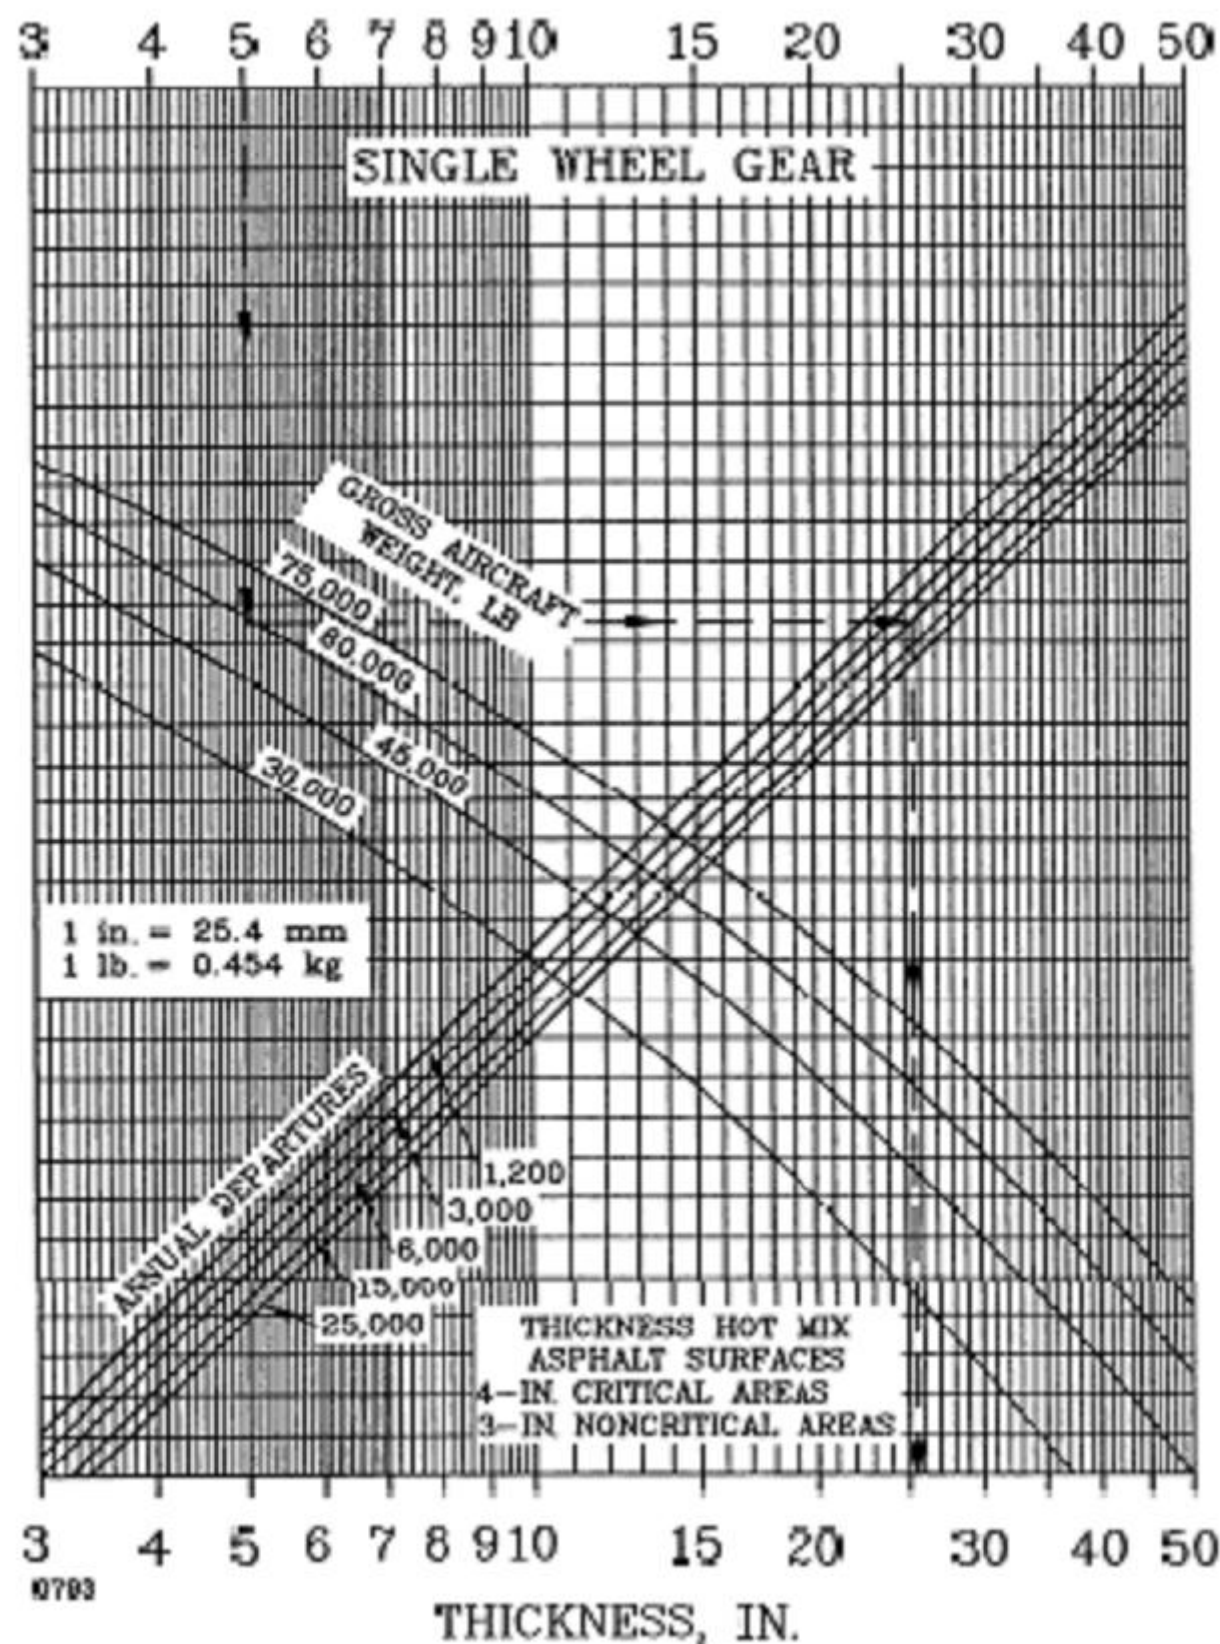 3 4 5 6 7 8 9 10 15 20 30 40 50
SINGLE WHEEL GEAR
GROSS AIRCRAFT
WEIGHT, LB
75,000
80,000
45,000
30,000
1 in. = 25.4 mm
1 lb. = 0.454 kg
ANNUAL DEPARTURES
1,200
3,000
6,000
15,000
25,000
THICKNESS HOT MIX
ASPHALT SURFACES
4-IN. CRITICAL AREAS
3-IN. NONCRITICAL AREAS
3 4 5 6 7 8 9 10 15 20 30 40 50
0793
THICKNESS, IN.